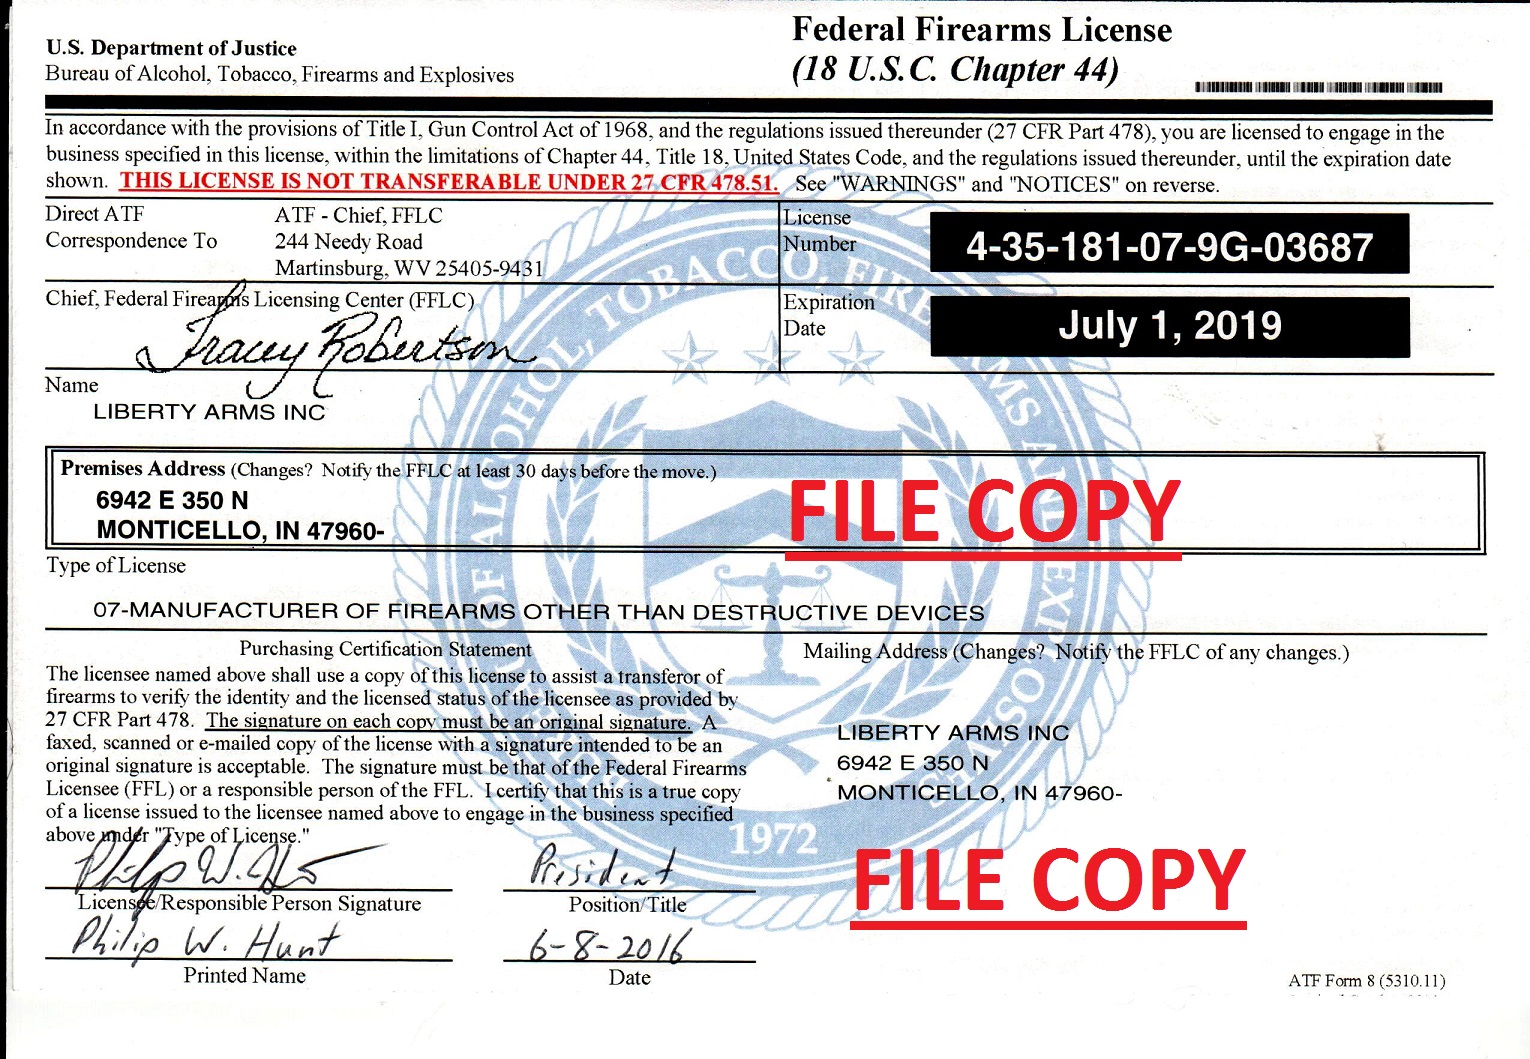 U.S. Department of Justice
Bureau of Alcohol, Tobacco, Firearms and Explosives
Federal Firearms License
(18 U.S.C. Chapter 44)
In accordance with the provisions of Title I, Gun Control Act of 1968, and the regulations issued thereunder (27 CFR Part 478), you are licensed to engage in the
business specified in this license, within the limitations of Chapter 44, Title 18, United States Code, and the regulations issued thereunder, until the expiration date
shown. THIS LICENSE IS NOT TRANSFERABLE UNDER 27 CFR 478.51. See "WARNINGS" and "NOTICES" on reverse.
Direct ATF
Correspondence To
ATF - Chief, FFLC
244 Needy Road
Martinsburg, WV 25405-9431
License
Number
4-35-181-07-9G-03687
Chief, Federal Firearms Licensing Center (FFLC)
Tracey Robertson
Expiration
Date
July 1, 2019
Name
LIBERTY ARMS INC
Premises Address (Changes? Notify the FFLC at least 30 days before the move.)
6942 E 350 N
MONTICELLO, IN 47960-
FILE COPY
Type of License
07-MANUFACTURER OF FIREARMS OTHER THAN DESTRUCTIVE DEVICES
Purchasing Certification Statement
The licensee named above shall use a copy of this license to assist a transferor of
firearms to verify the identity and the licensed status of the licensee as provided by
27 CFR Part 478. The signature on each copy must be an original signature. A
faxed, scanned or e-mailed copy of the license with a signature intended to be an
original signature is acceptable. The signature must be that of the Federal Firearms
Licensee (FFL) or a responsible person of the FFL. I certify that this is a true copy
of a license issued to the licensee named above to engage in the business specified
above under "Type of License."
Mailing Address (Changes? Notify the FFLC of any changes.)
LIBERTY ARMS INC
6942 E 350 N
MONTICELLO, IN 47960-
FILE COPY
Philip W. Hunt
Licensee/Responsible Person Signature
President
Position/Title
Philip W. Hunt
Printed Name
6-8-2016
Date
ATF Form 8 (5310.11)
BUREAU OF ALCOHOL, TOBACCO, FIREARMS AND EXPLOSIVES
1972